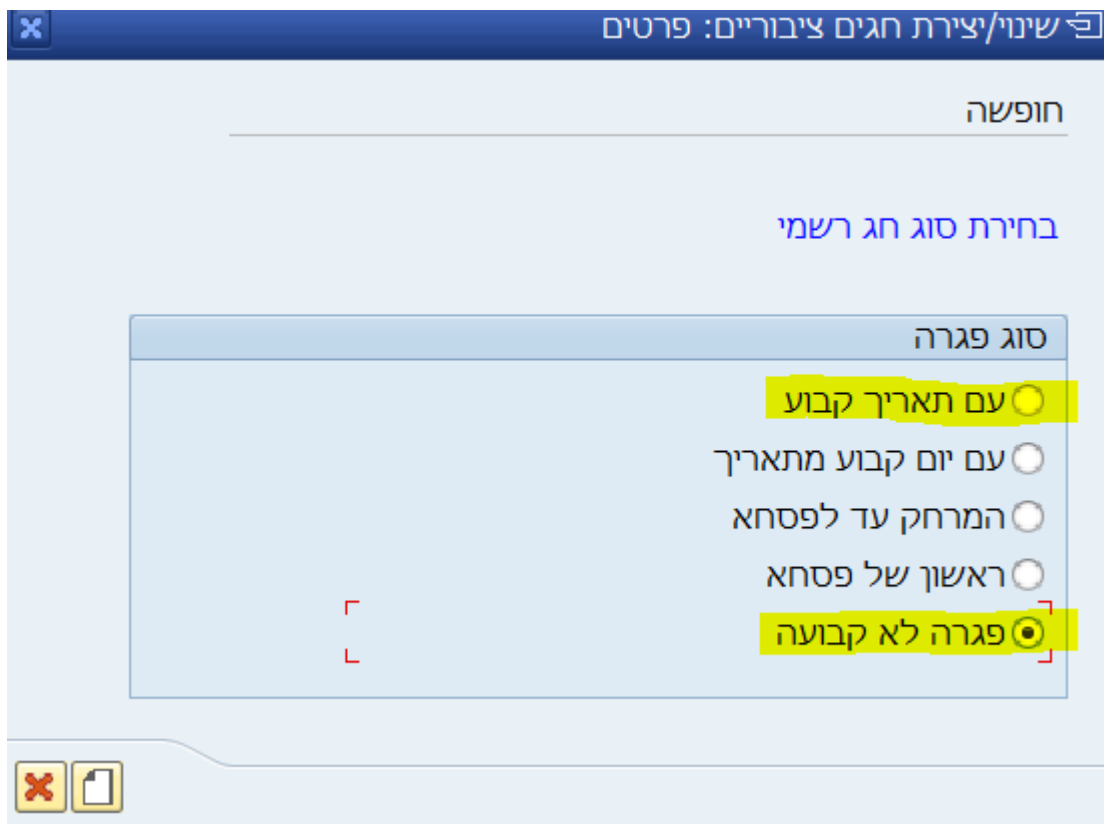 שינוי/יצירת חגים ציבוריים: פרטים
חופשה
בחירת סוג חג רשמי
סוג פגרה
עם תאריך קבוע
עם יום קבוע מתאריך
המרחק עד לפסחא
ראשון של פסחא
פגרה לא קבועה